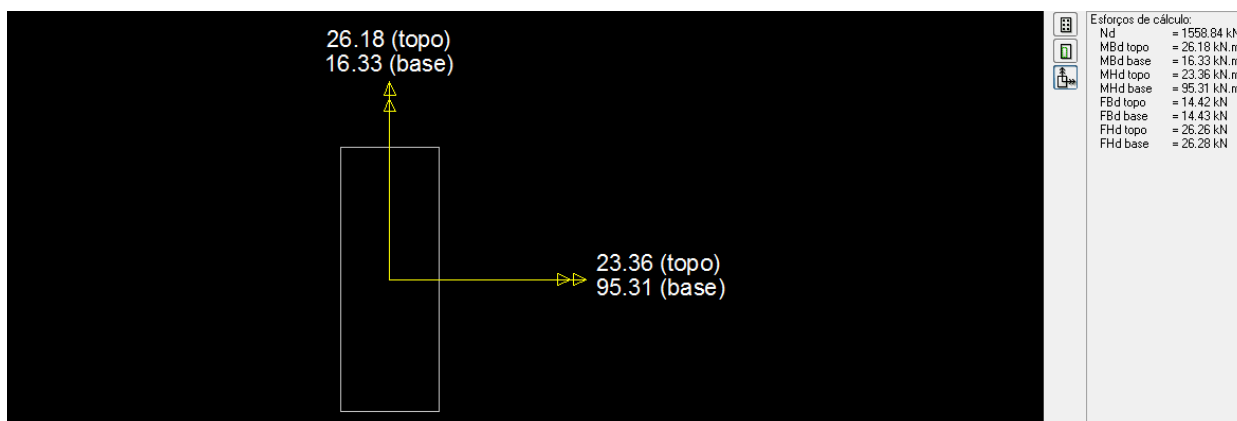 26.18 (topo)
16.33 (base)
23.36 (topo)
95.31 (base)
Esforços de cálculo:
Nd = 1558.84 kN
MBd topo = 26.18 kN.m
MBd base = 16.33 kN.m
MHd topo = 23.36 kN.m
MHd base = 95.31 kN.m
FBd topo = 14.42 kN
FBd base = 14.43 kN
FHd topo = 26.26 kN
FHd base = 26.28 kN